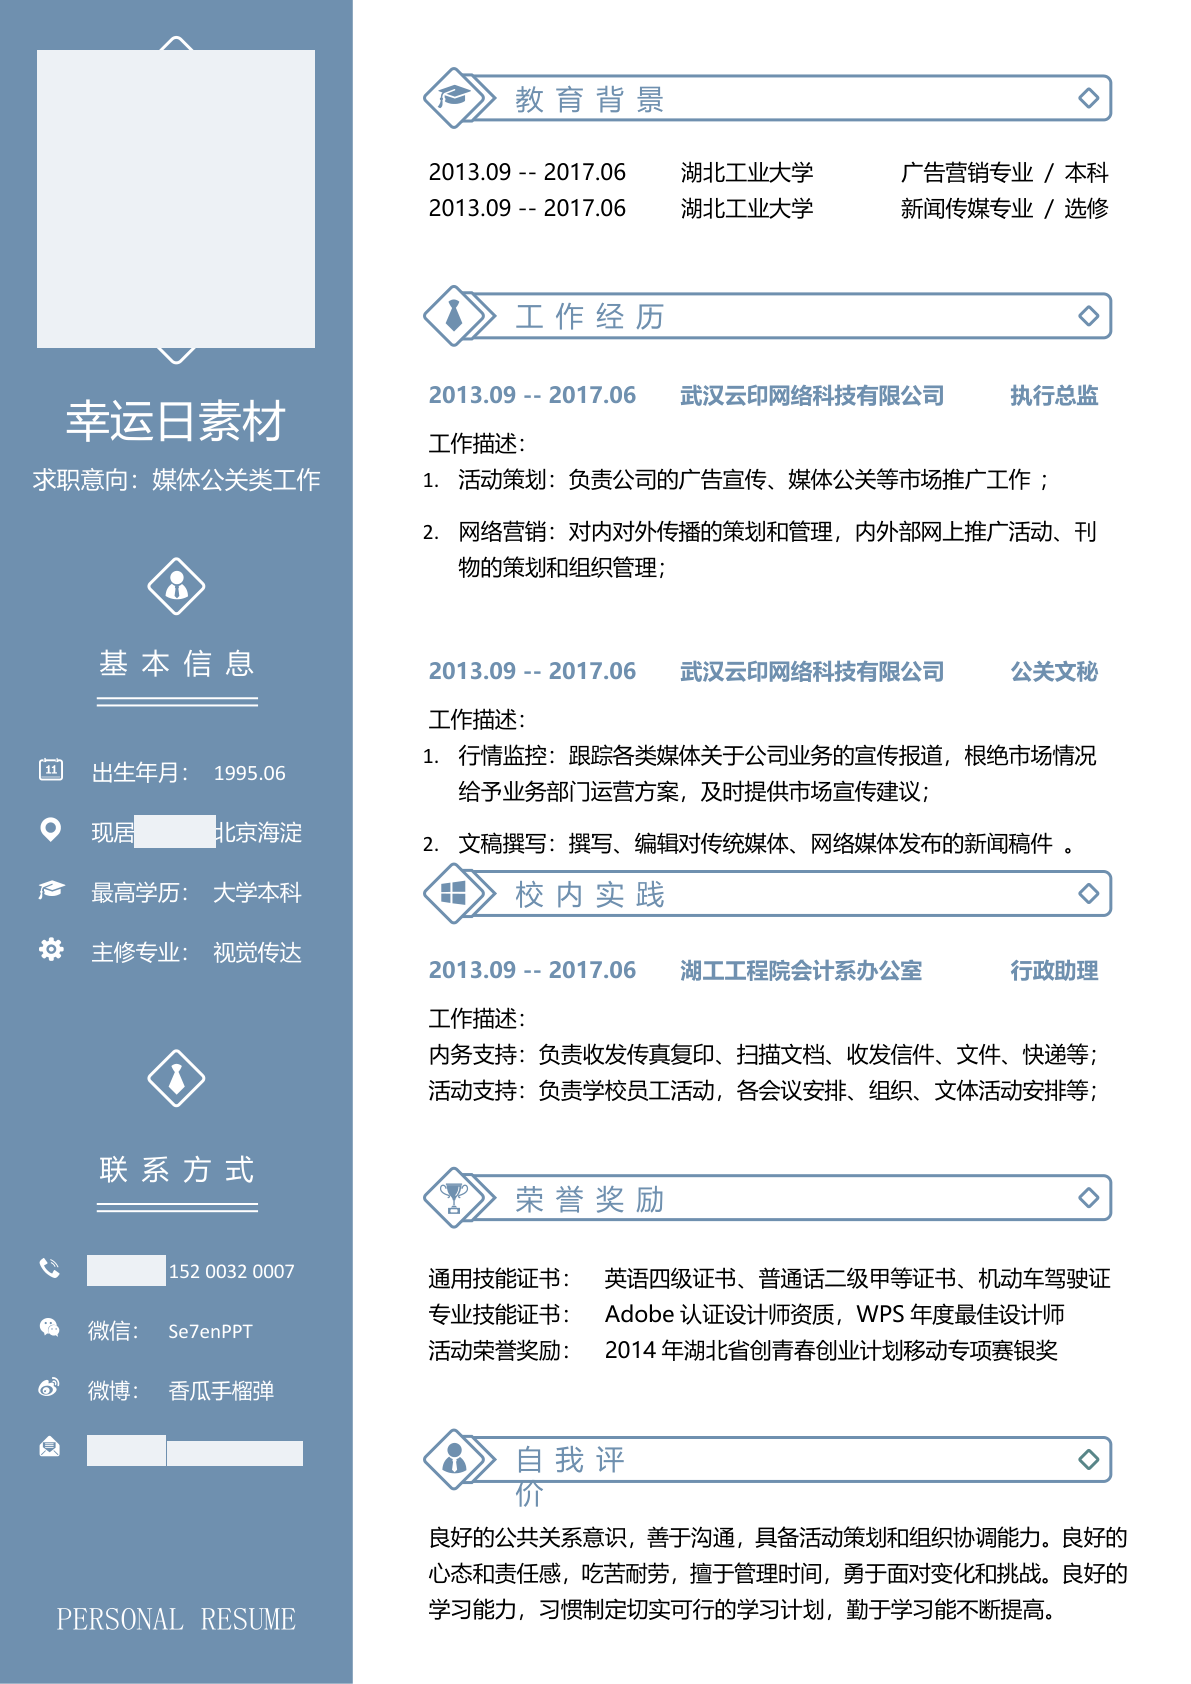 幸运日素材
求职意向：媒体公关类工作
基本信息
11
出生年月： 1995.06
现居 北京海淀
最高学历： 大学本科
主修专业： 视觉传达
联系方式
152 0032 0007
微信： Se7enPPT
微博： 香瓜手榴弹
PERSONAL RESUME
教育背景
2013.09 -- 2017.06 湖北工业大学 广告营销专业 / 本科
2013.09 -- 2017.06 湖北工业大学 新闻传媒专业 / 选修
工作经历
2013.09 -- 2017.06 武汉云印网络科技有限公司 执行总监
工作描述：
1. 活动策划：负责公司的广告宣传、媒体公关等市场推广工作 ；
2. 网络营销：对内对外传播的策划和管理，内外部网上推广活动、刊
物的策划和组织管理；
2013.09 -- 2017.06 武汉云印网络科技有限公司 公关文秘
工作描述：
1. 行情监控：跟踪各类媒体关于公司业务的宣传报道，根绝市场情况
给予业务部门运营方案，及时提供市场宣传建议；
2. 文稿撰写：撰写、编辑对传统媒体、网络媒体发布的新闻稿件 。
校内实践
2013.09 -- 2017.06 湖工工程院会计系办公室 行政助理
工作描述：
内务支持：负责收发传真复印、扫描文档、收发信件、文件、快递等；
活动支持：负责学校员工活动，各会议安排、组织、文体活动安排等；
荣誉奖励
通用技能证书： 英语四级证书、普通话二级甲等证书、机动车驾驶证
专业技能证书： Adobe 认证设计师资质，WPS 年度最佳设计师
活动荣誉奖励： 2014 年湖北省创青春创业计划移动专项赛银奖
自我评
价
良好的公共关系意识，善于沟通，具备活动策划和组织协调能力。良好的
心态和责任感，吃苦耐劳，擅于管理时间，勇于面对变化和挑战。良好的
学习能力，习惯制定切实可行的学习计划，勤于学习能不断提高。